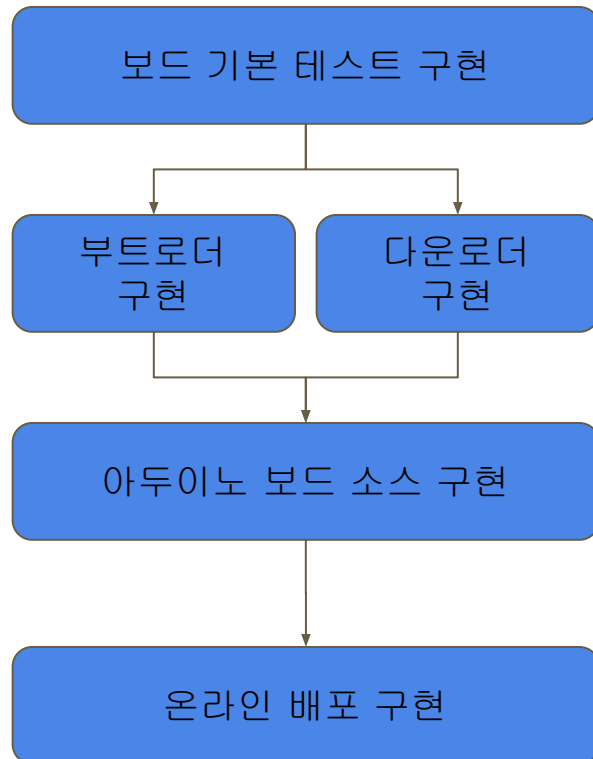 보드 기본 테스트 구현
부트로더
구현
다운로더
구현
아두이노 보드 소스 구현
온라인 배포 구현